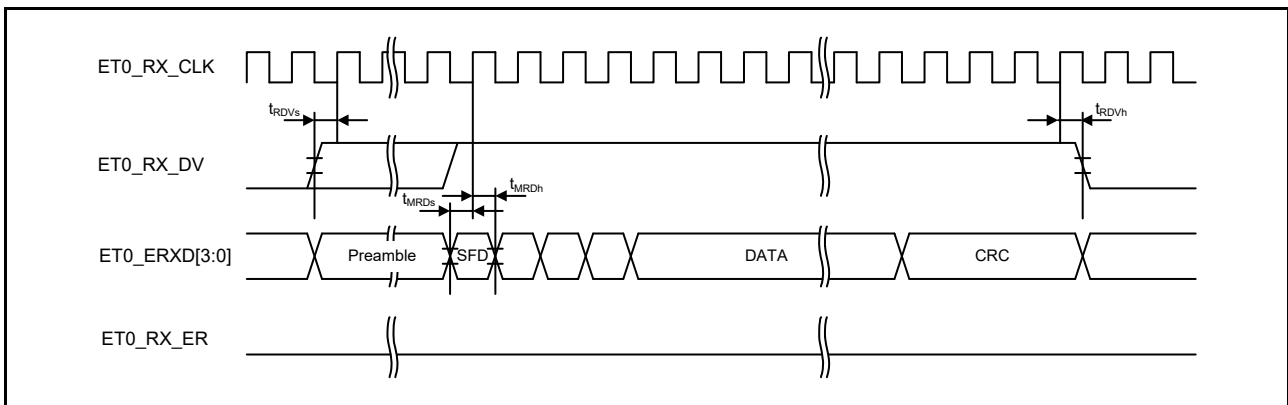 ET0_RX_CLK
tRDVs
tRDVh
ET0_RX_DV
tMRDh
tMRDs
ET0_ERXD[3:0]
Preamble
SFD
DATA
CRC
ET0_RX_ER